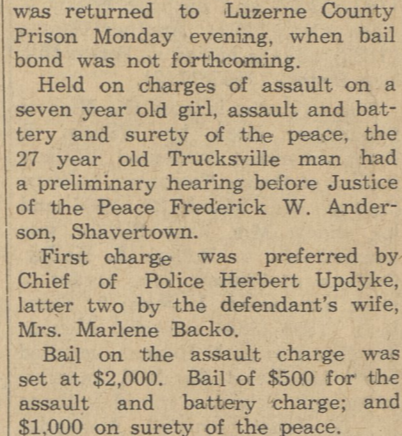 was returned to Luzerne County
Prison Monday evening, when bail
bond was not forthcoming.
Held on charges of assault on a
seven year old girl, assault and bat-
tery and surety of the peace, the
27 year old Trucksville man had
a preliminary hearing before Justice
of the Peace Frederick W. Ander-
son, Shavertown.
First charge was preferred by
Chief of Police Herbert Updyke,
latter two by the defendant's wife,
Mrs. Marlene Backo.
Bail on the assault charge was
set at $2,000. Bail of $500 for the
assault and battery charge; and
$1,000 on surety of the peace.